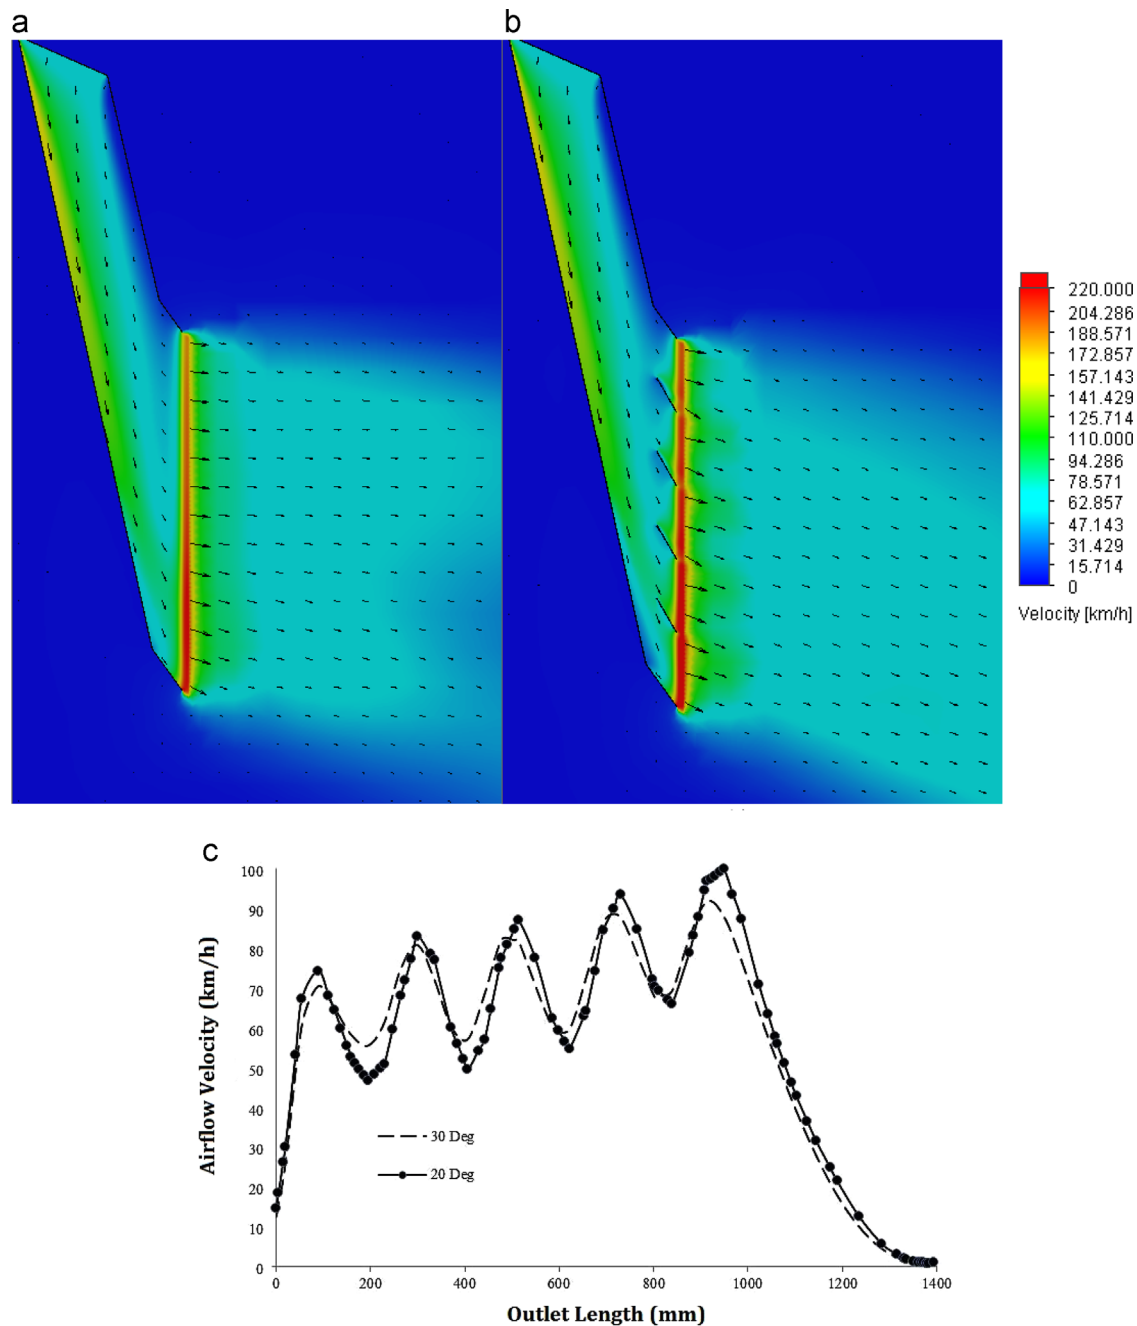 a
b
220.000
204.286
188.571
172.857
157.143
141.429
125.714
110.000
94.286
78.571
62.857
47.143
31.429
15.714
0
Velocity [km/h]
c
Airflow Velocity (km/h)
100
90
80
70
60
50
40
30
20
10
0
30 Deg
20 Deg
0 200 400 600 800 1000 1200 1400
Outlet Length (mm)